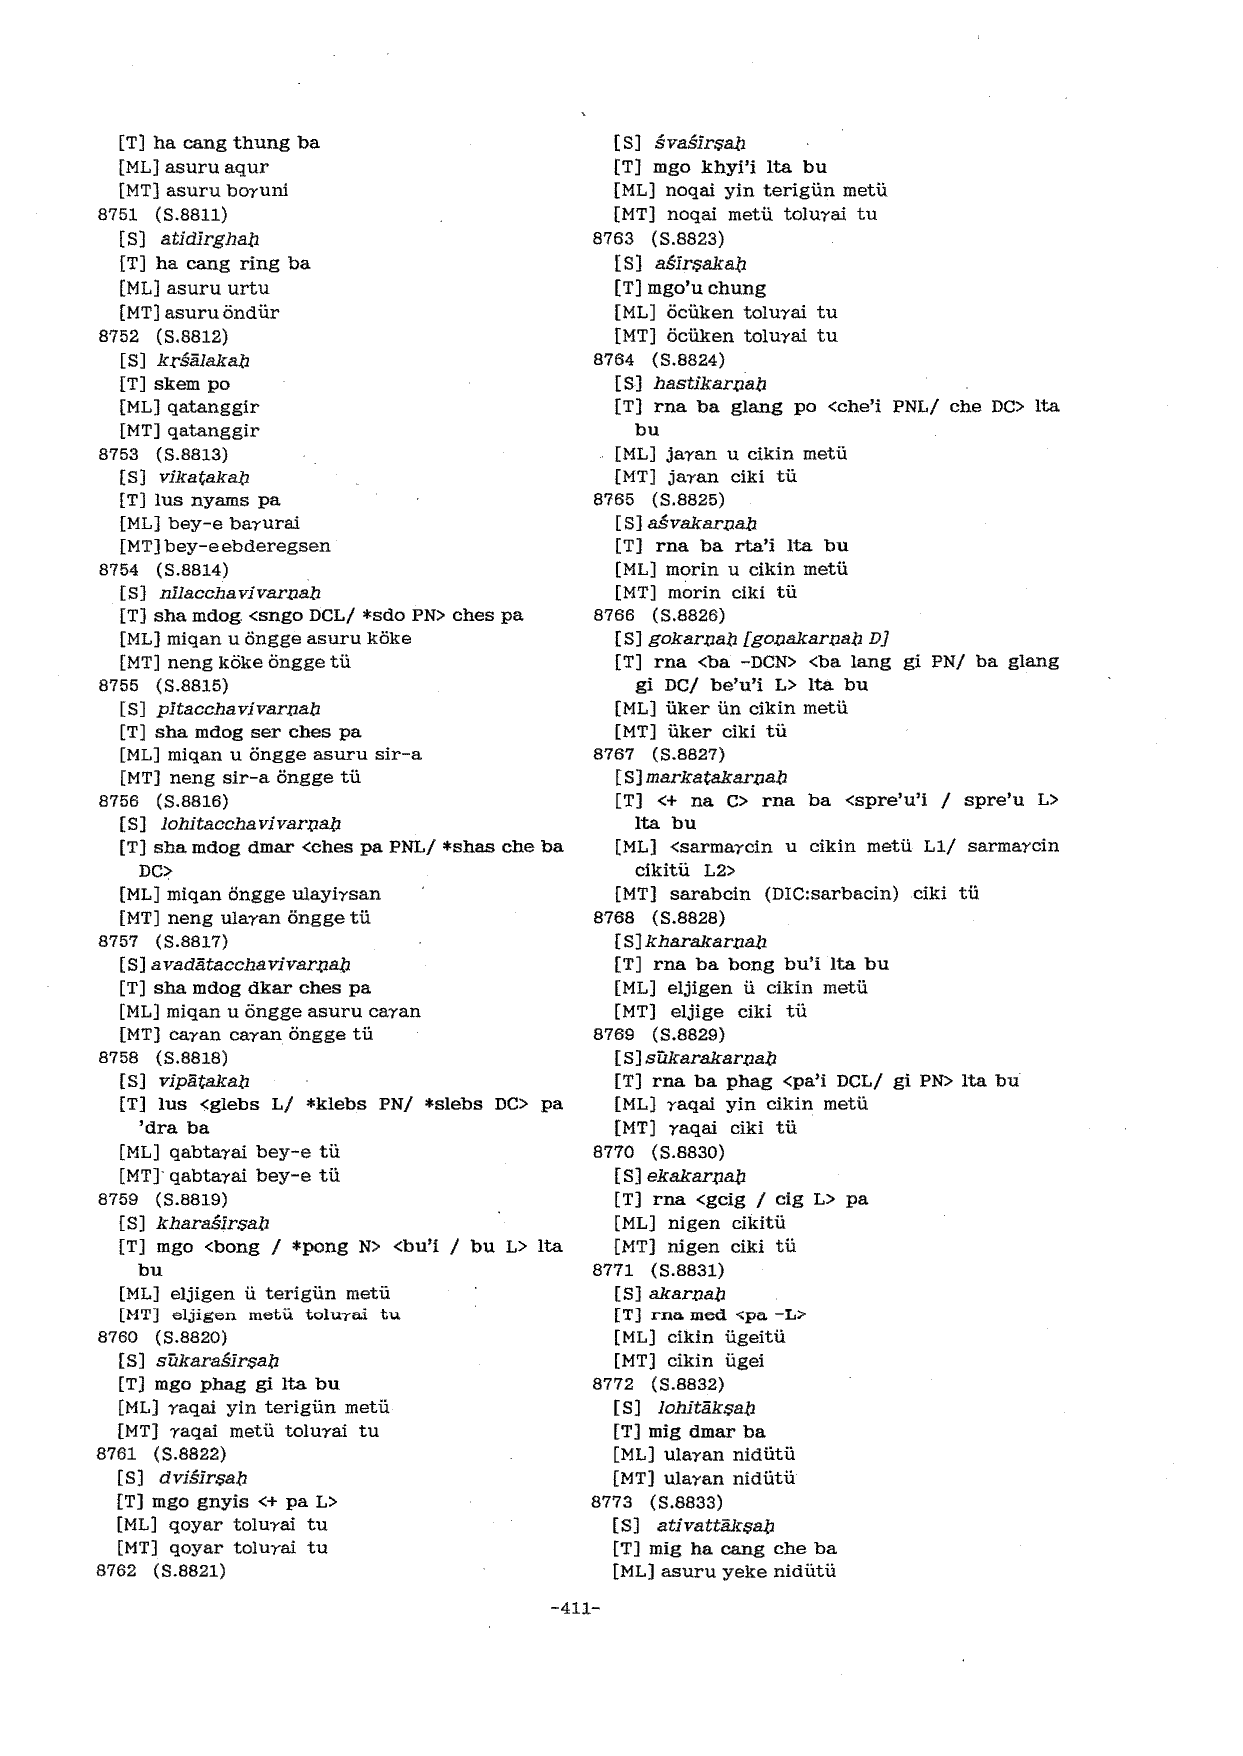 [T] ha cang thung ba
[ML] asuru aqur
[MT] asuru boγuni
8751 (S.8811)
[S] atidīrghaḥ
[T] ha cang ring ba
[ML] asuru urtu
[MT] asuru öndür
8752 (S.8812)
[S] kṛśālakaḥ
[T] skem po
[ML] qatanggir
[MT] qatanggir
8753 (S.8813)
[S] vikaṭakaḥ
[T] lus nyams pa
[ML] bey-e baγurai
[MT] bey-e ebderegsen
8754 (S.8814)
[S] nīlacchavivarṇaḥ
[T] sha mdog <sngo DCL/ *sdo PN> ches pa
[ML] miqan u öngge asuru köke
[MT] neng köke öngge tü
8755 (S.8815)
[S] pītacchavivarṇaḥ
[T] sha mdog ser ches pa
[ML] miqan u öngge asuru sir-a
[MT] neng sir-a öngge tü
8756 (S.8816)
[S] lohitacchavivarṇaḥ
[T] sha mdog dmar <ches pa PNL/ *shas che ba
DC>
[ML] miqan öngge ulayiγsan
[MT] neng ulaγan öngge tü
8757 (S.8817)
[S] avadātacchavivarṇaḥ
[T] sha mdog dkar ches pa
[ML] miqan u öngge asuru caγan
[MT] caγan caγan öngge tü
8758 (S.8818)
[S] vipāṭakaḥ
[T] lus <glebs L/ *klebs PN/ *slebs DC> pa
'dra ba
[ML] qabtaγai bey-e tü
[MT] qabtaγai bey-e tü
8759 (S.8819)
[S] kharaśīrṣaḥ
[T] mgo <bong / *pong N> <bu'i / bu L> lta
bu
[ML] eljigen ü terigün metü
[MT] eljigen metü toluγai tu
8760 (S.8820)
[S] sūkaraśīrṣaḥ
[T] mgo phag gi lta bu
[ML] γaqai yin terigün metü
[MT] γaqai metü toluγai tu
8761 (S.8822)
[S] dviśīrṣaḥ
[T] mgo gnyis <+ pa L>
[ML] qoyar toluγai tu
[MT] qoyar toluγai tu
8762 (S.8821)
[S] śvaśīrṣaḥ
[T] mgo khyi'i lta bu
[ML] noqai yin terigün metü
[MT] noqai metü toluγai tu
8763 (S.8823)
[S] aśīrṣakaḥ
[T] mgo'u chung
[ML] öcüken toluγai tu
[MT] öcüken toluγai tu
8764 (S.8824)
[S] hastikarṇaḥ
[T] rna ba glang po <che'i PNL/ che DC> lta
bu
[ML] jaγan u cikin metü
[MT] jaγan ciki tü
8765 (S.8825)
[S] aśvakarṇaḥ
[T] rna ba rta'i lta bu
[ML] morin u cikin metü
[MT] morin ciki tü
8766 (S.8826)
[S] gokarṇaḥ [goṇakarṇaḥ D]
[T] rna <ba -DCN> <ba lang gi PN/ ba glang
gi DC/ be'u'i L> lta bu
[ML] üker ün cikin metü
[MT] üker ciki tü
8767 (S.8827)
[S] markaṭakarṇaḥ
[T] <+ na C> rna ba <spre'u'i / spre'u L>
lta bu
[ML] <sarmaγcin u cikin metü L1/ sarmaγcin
cikitü L2>
[MT] sarabcin (DIC:sarbacin) ciki tü
8768 (S.8828)
[S] kharakarṇaḥ
[T] rna ba bong bu'i lta bu
[ML] eljigen ü cikin metü
[MT] eljige ciki tü
8769 (S.8829)
[S] sūkarakarṇaḥ
[T] rna ba phag <pa'i DCL/ gi PN> lta bu
[ML] γaqai yin cikin metü
[MT] γaqai ciki tü
8770 (S.8830)
[S] ekakarṇaḥ
[T] rna <gcig / cig L> pa
[ML] nigen cikitü
[MT] nigen ciki tü
8771 (S.8831)
[S] akarṇaḥ
[T] rna med <pa -L>
[ML] cikin ügeitü
[MT] cikin ügei
8772 (S.8832)
[S] lohitākṣaḥ
[T] mig dmar ba
[ML] ulaγan nidütü
[MT] ulaγan nidütü
8773 (S.8833)
[S] ativattākṣaḥ
[T] mig ha cang che ba
[ML] asuru yeke nidütü
-411-